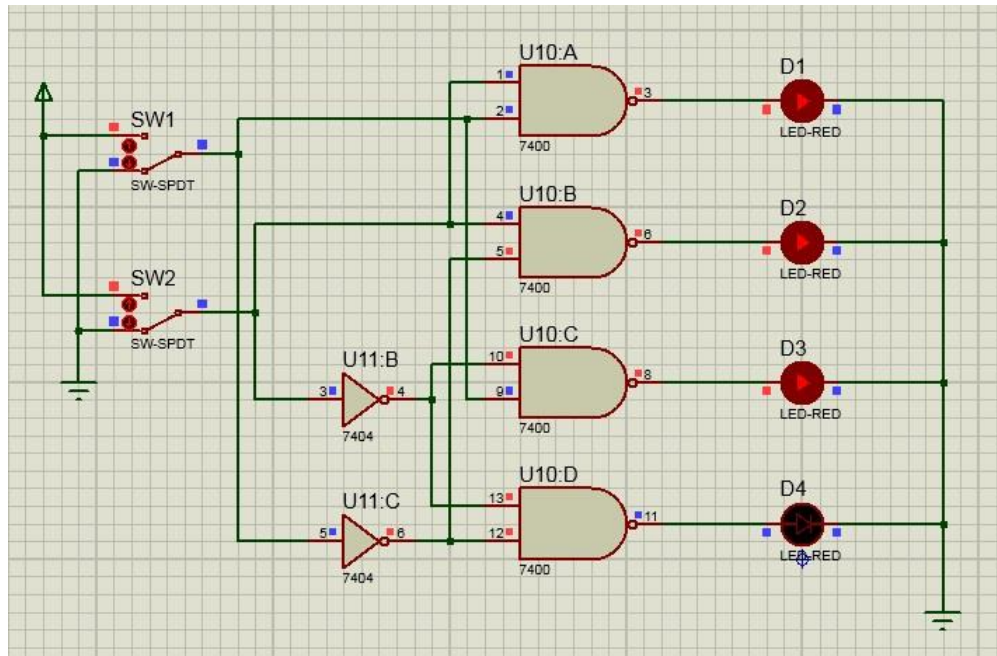 U10:A
1
2
3
7400
D1
LED-RED
SW1
SW-SPDT
U10:B
4
5
6
7400
D2
LED-RED
SW2
SW-SPDT
U10:C
10
9
8
7400
D3
LED-RED
U11:B
3
4
7404
U10:D
13
12
11
7400
D4
LED-RED
U11:C
5
6
7404